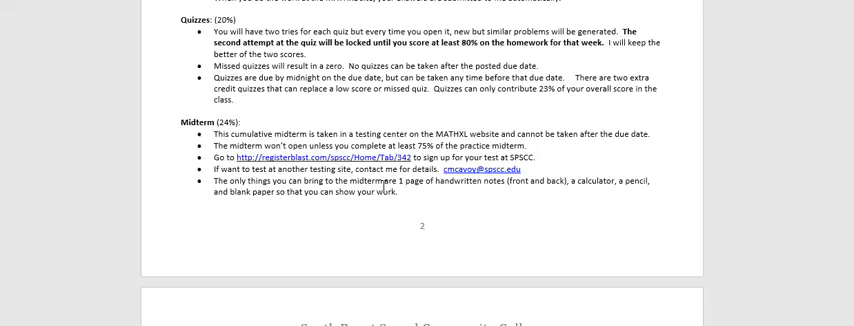 Quizzes: (20%)
You will have two tries for each quiz but every time you open it, new but similar problems will be generated. The
second attempt at the quiz will be locked until you score at least 80% on the homework for that week. I will keep the
better of the two scores.
Missed quizzes will result in a zero. No quizzes can be taken after the posted due date.
Quizzes are due by midnight on the due date, but can be taken any time before that due date. There are two extra
credit quizzes that can replace a low score or missed quiz. Quizzes can only contribute 23% of your overall score in the
class.
Midterm (24%):
This cumulative midterm is taken in a testing center on the MATHXL website and cannot be taken after the due date.
The midterm won't open unless you complete at least 75% of the practice midterm.
Go to http://registerblast.com/spscc/Home/Tab/342 to sign up for your test at SPSCC.
If want to test at another testing site, contact me for details. cmcavoy@spscc.edu
The only things you can bring to the midterm are 1 page of handwritten notes (front and back), a calculator, a pencil,
and blank paper so that you can show your work.
2